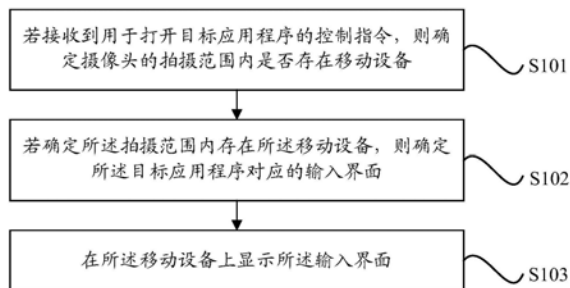 若接收到用于打开目标应用程序的控制指令，则确
定摄像头的拍摄范围内是否存在移动设备
S101
若确定所述拍摄范围内存在所述移动设备，则确定
所述目标应用程序对应的输入界面
S102
在所述移动设备上显示所述输入界面
S103